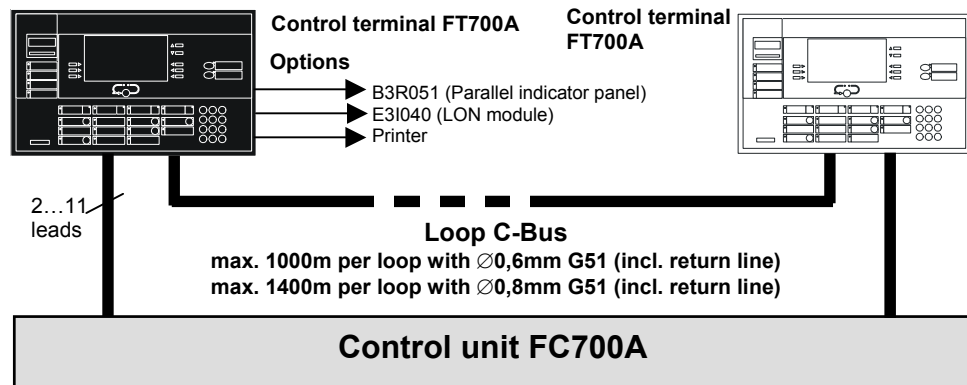 Control terminal FT700A
Control terminal
FT700A
Options
B3R051 (Parallel indicator panel)
E3I040 (LON module)
Printer
2…11
leads
Loop C-Bus
max. 1000m per loop with ∅0,6mm G51 (incl. return line)
max. 1400m per loop with ∅0,8mm G51 (incl. return line)
Control unit FC700A